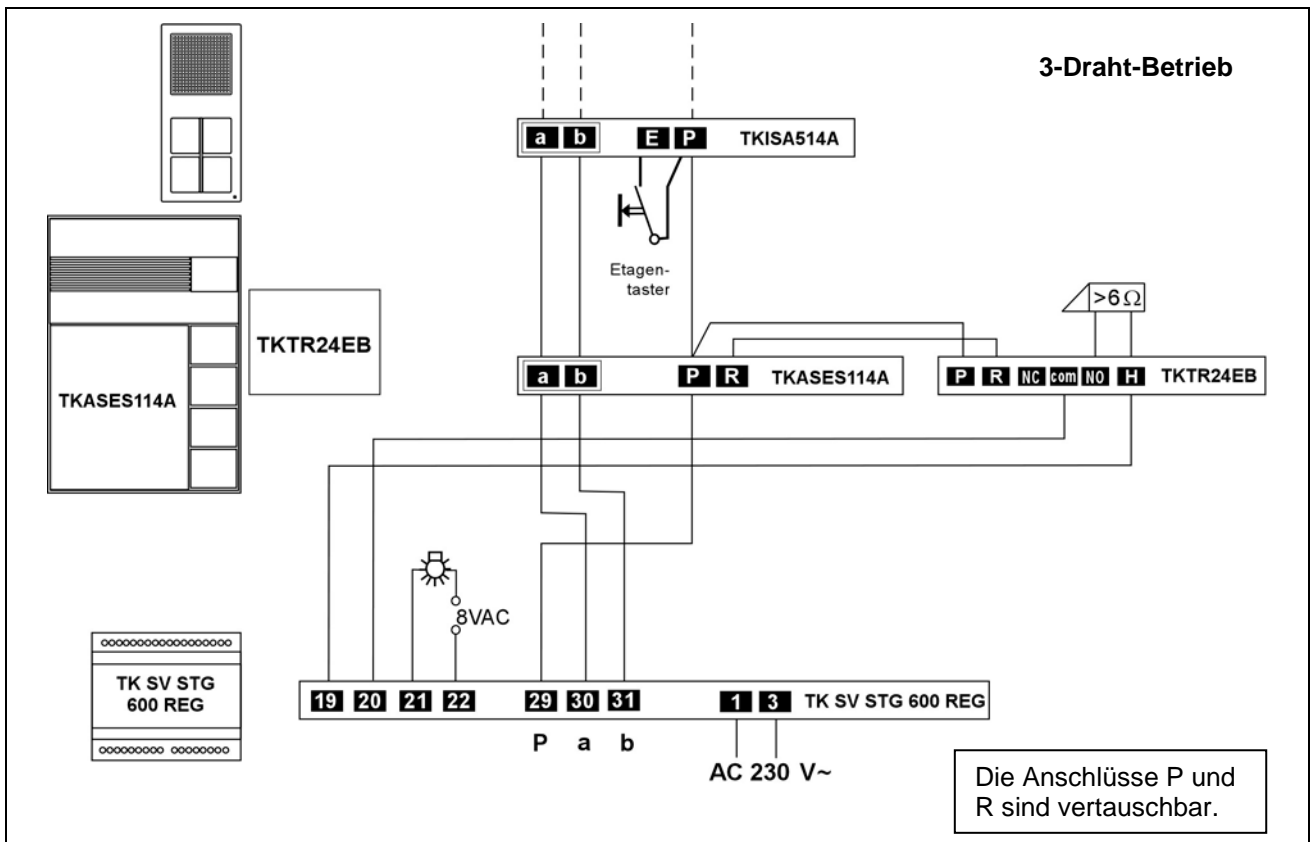 3-Draht-Betrieb
a b E P TKISA514A
Etagen-
taster
>6 Ω
TKTR24EB
TKASES114A
a b P R TKASES114A
P R NC com NO H TKTR24EB
8VAC
TK SV STG
600 REG
19 20 21 22 29 30 31 1 3 TK SV STG 600 REG
P a b
AC 230 V~
Die Anschlüsse P und
R sind vertauschbar.